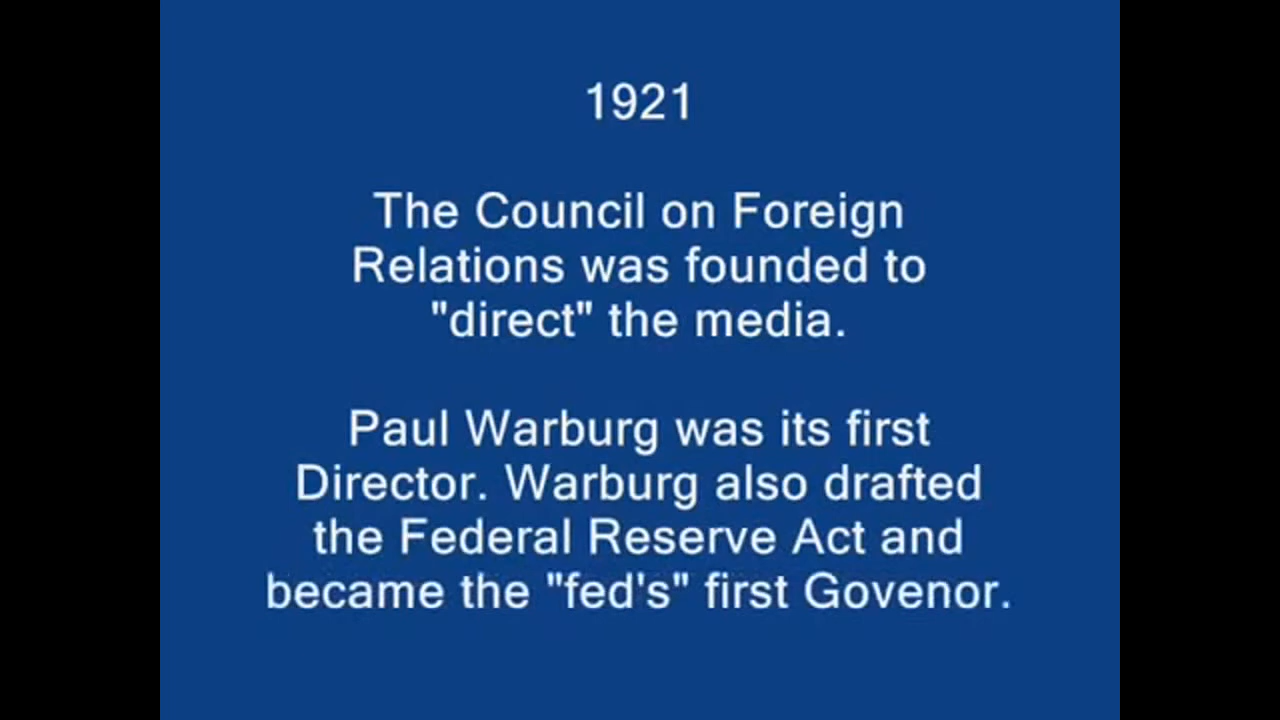 1921
The Council on Foreign
Relations was founded to
"direct" the media.
Paul Warburg was its first
Director. Warburg also drafted
the Federal Reserve Act and
became the "fed's" first Govenor.